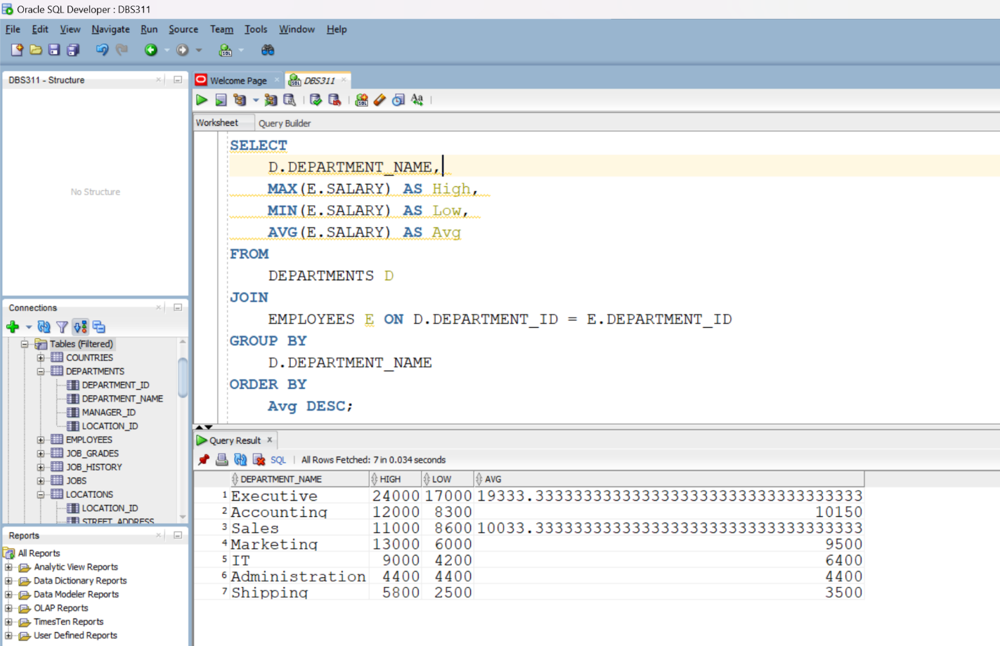 Oracle SQL Developer : DBS311
File Edit View Navigate Run Source Team Tools Window Help
DBS311 - Structure
No Structure
Connections
Tables (Filtered)
COUNTRIES
DEPARTMENTS
DEPARTMENT_ID
DEPARTMENT_NAME
MANAGER_ID
LOCATION_ID
EMPLOYEES
JOB_GRADES
JOB_HISTORY
JOBS
LOCATIONS
LOCATION_ID
STREET_ADDRESS
Reports
All Reports
Analytic View Reports
Data Dictionary Reports
Data Modeler Reports
OLAP Reports
TimesTen Reports
User Defined Reports
Welcome Page DBS311
Worksheet Query Builder
SELECT
D.DEPARTMENT_NAME,
MAX(E.SALARY) AS High,
MIN(E.SALARY) AS Low,
AVG(E.SALARY) AS Avg
FROM
DEPARTMENTS D
JOIN
EMPLOYEES E ON D.DEPARTMENT_ID = E.DEPARTMENT_ID
GROUP BY
D.DEPARTMENT_NAME
ORDER BY
Avg DESC;
Query Result
SQL | All Rows Fetched: 7 in 0.034 seconds
DEPARTMENT_NAME HIGH LOW AVG
1 Executive 24000 17000 19333.3333333333333333333333333333333333
2 Accounting 12000 8300 10150
3 Sales 11000 8600 10033.3333333333333333333333333333333333
4 Marketing 13000 6000 9500
5 IT 9000 4200 6400
6 Administration 4400 4400 4400
7 Shipping 5800 2500 3500